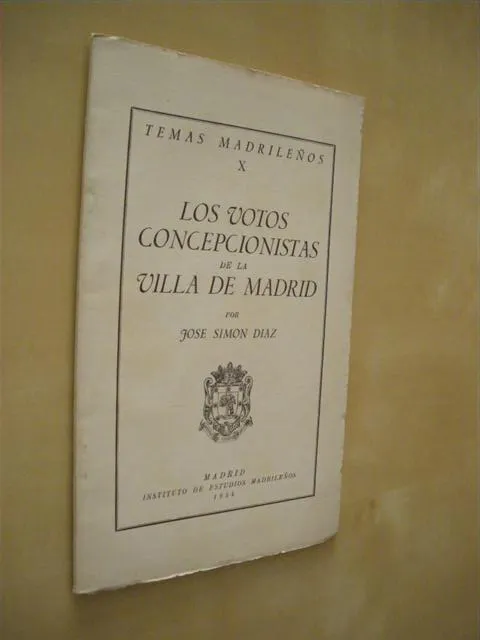 TEMAS MADRILEÑOS
X
LOS VOTOS
CONCEPCIONISTAS
DE LA
VILLA DE MADRID
POR
JOSE SIMON DIAZ
MADRID
INSTITUTO DE ESTUDIOS MADRILEÑOS
1954